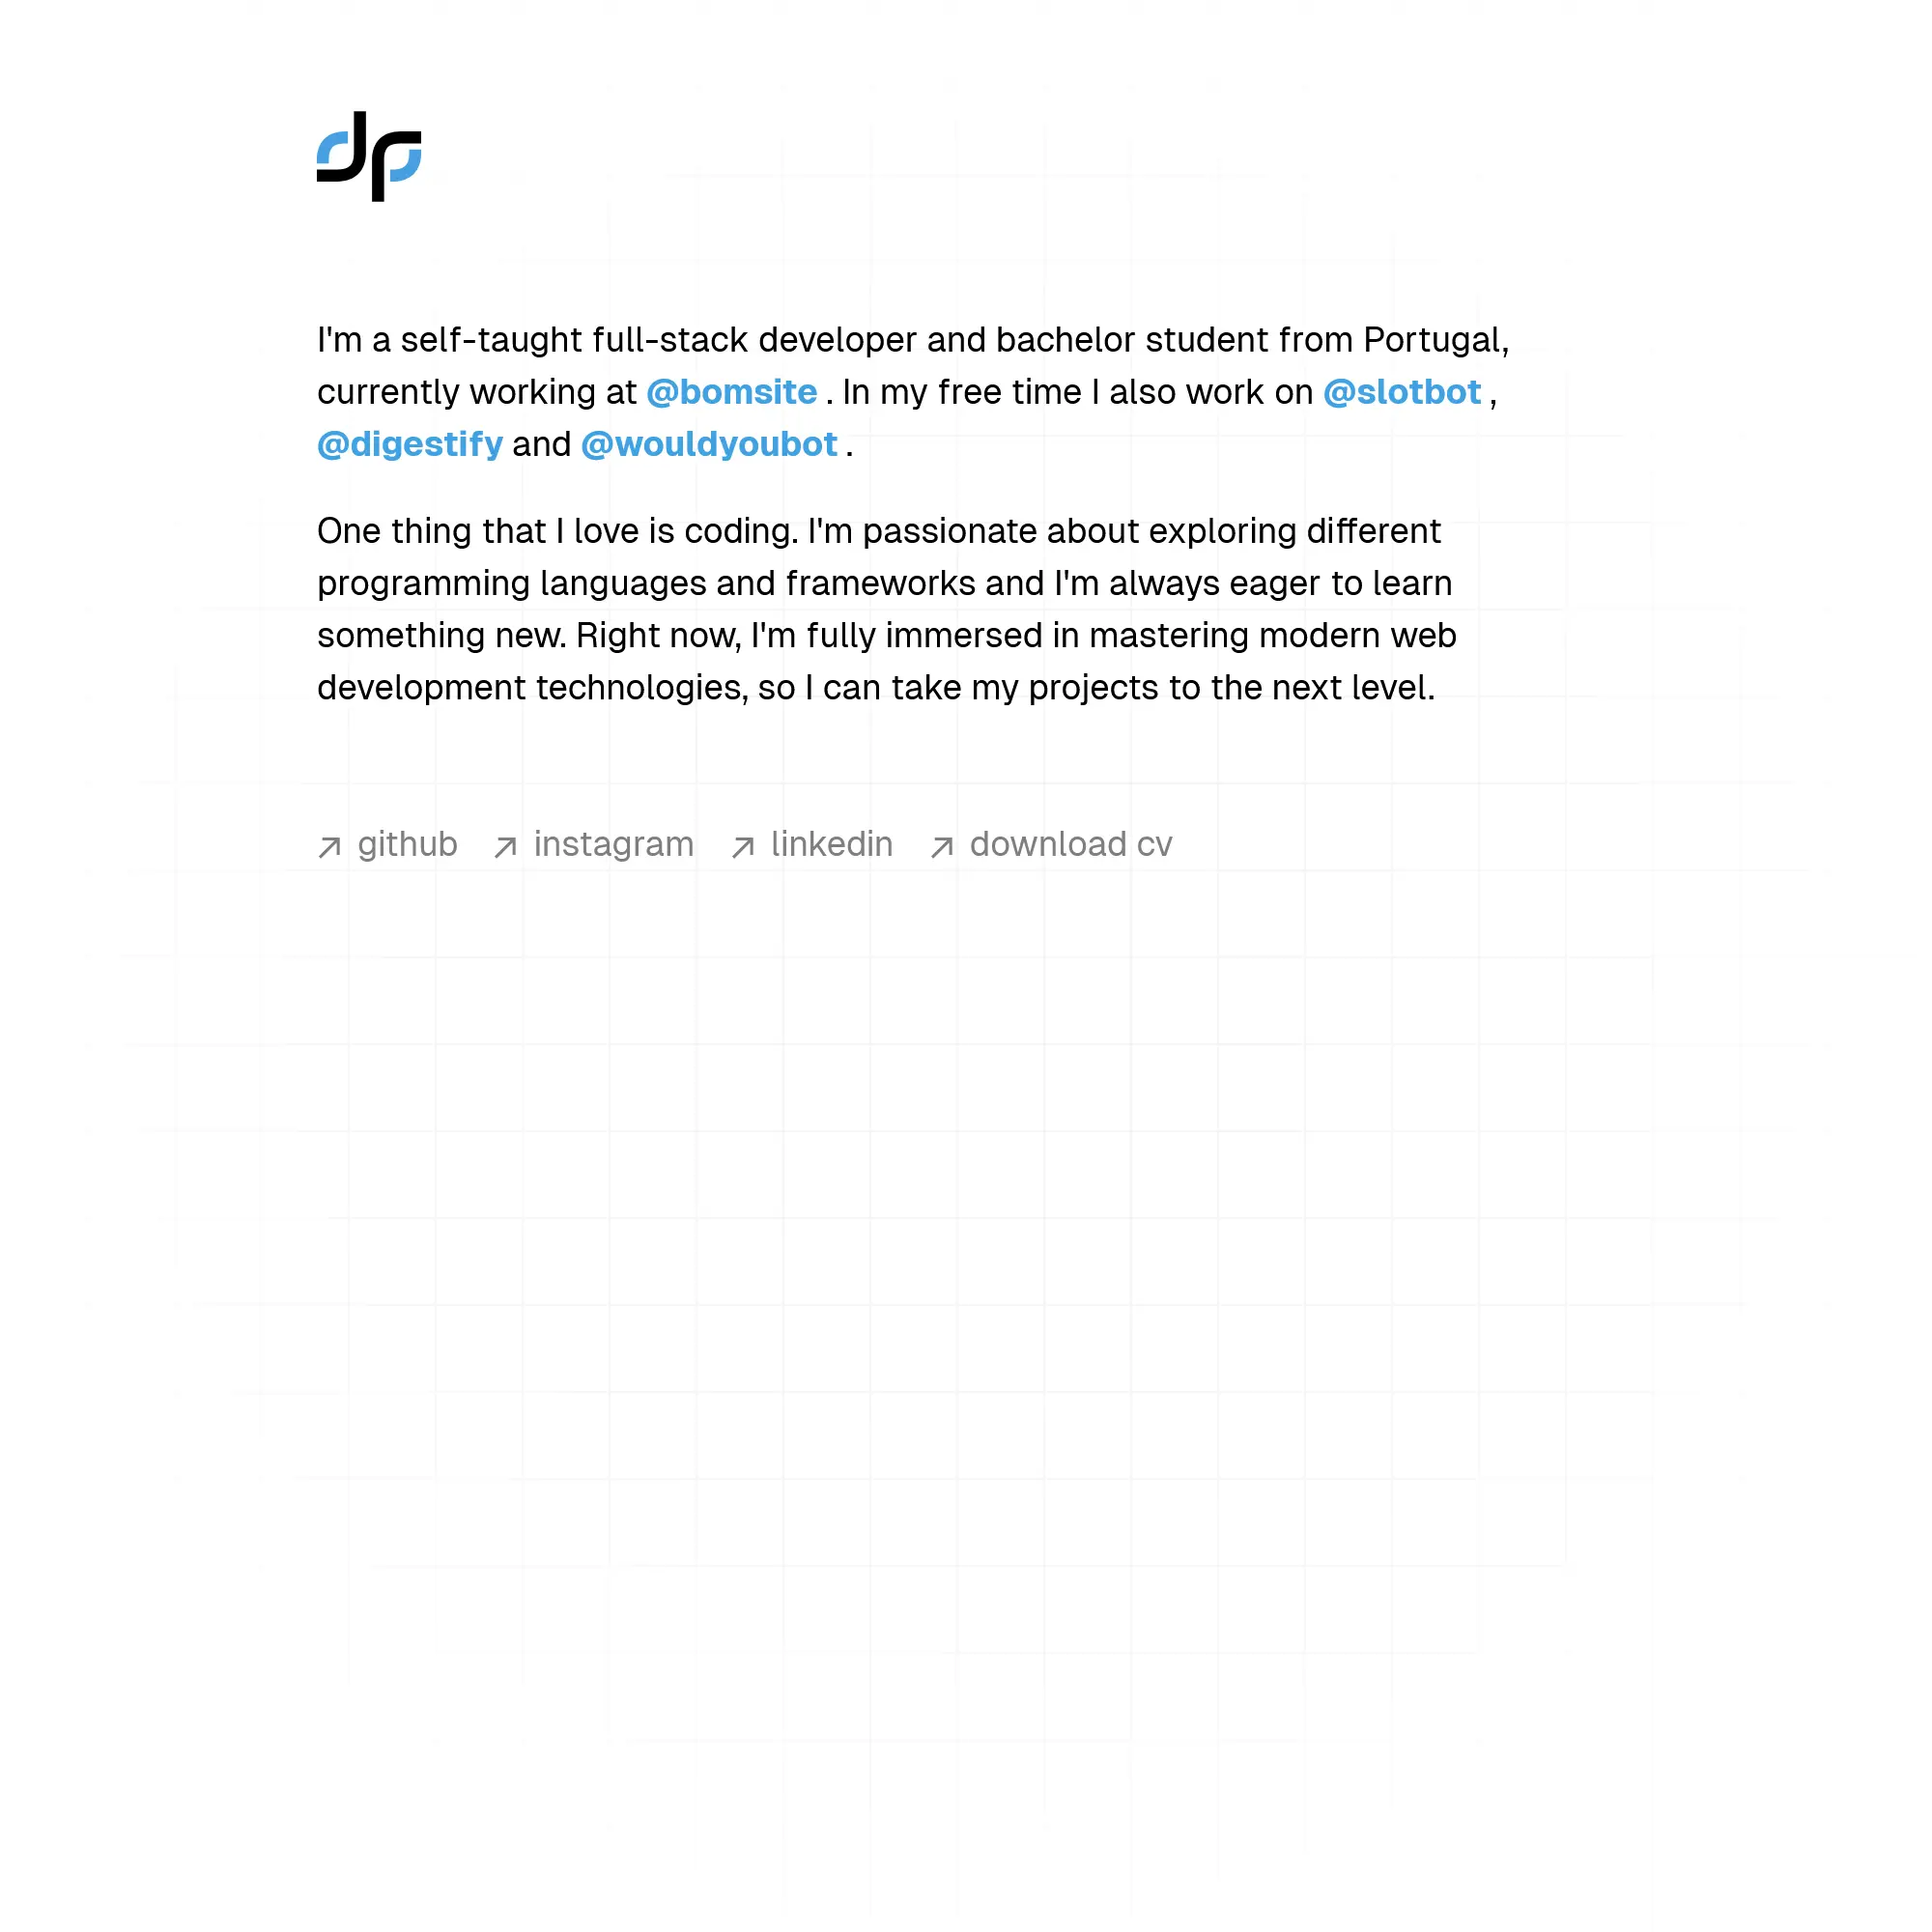 dp
I'm a self-taught full-stack developer and bachelor student from Portugal,
currently working at @bomsite . In my free time I also work on @slotbot ,
@digestify and @wouldyoubot .
One thing that I love is coding. I'm passionate about exploring different
programming languages and frameworks and I'm always eager to learn
something new. Right now, I'm fully immersed in mastering modern web
development technologies, so I can take my projects to the next level.
github instagram linkedin download cv